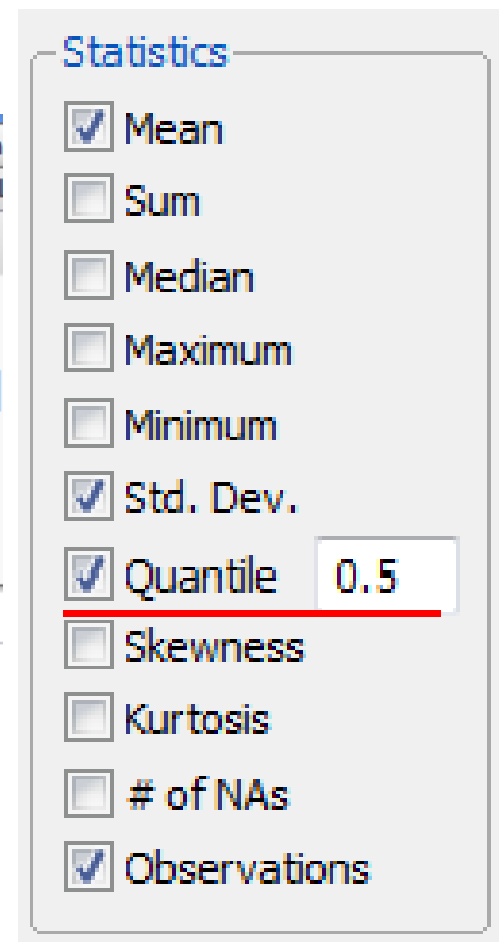 Statistics
Mean
Sum
Median
Maximum
Minimum
Std. Dev.
Quantile 0.5
Skewness
Kurtosis
# of NAs
Observations